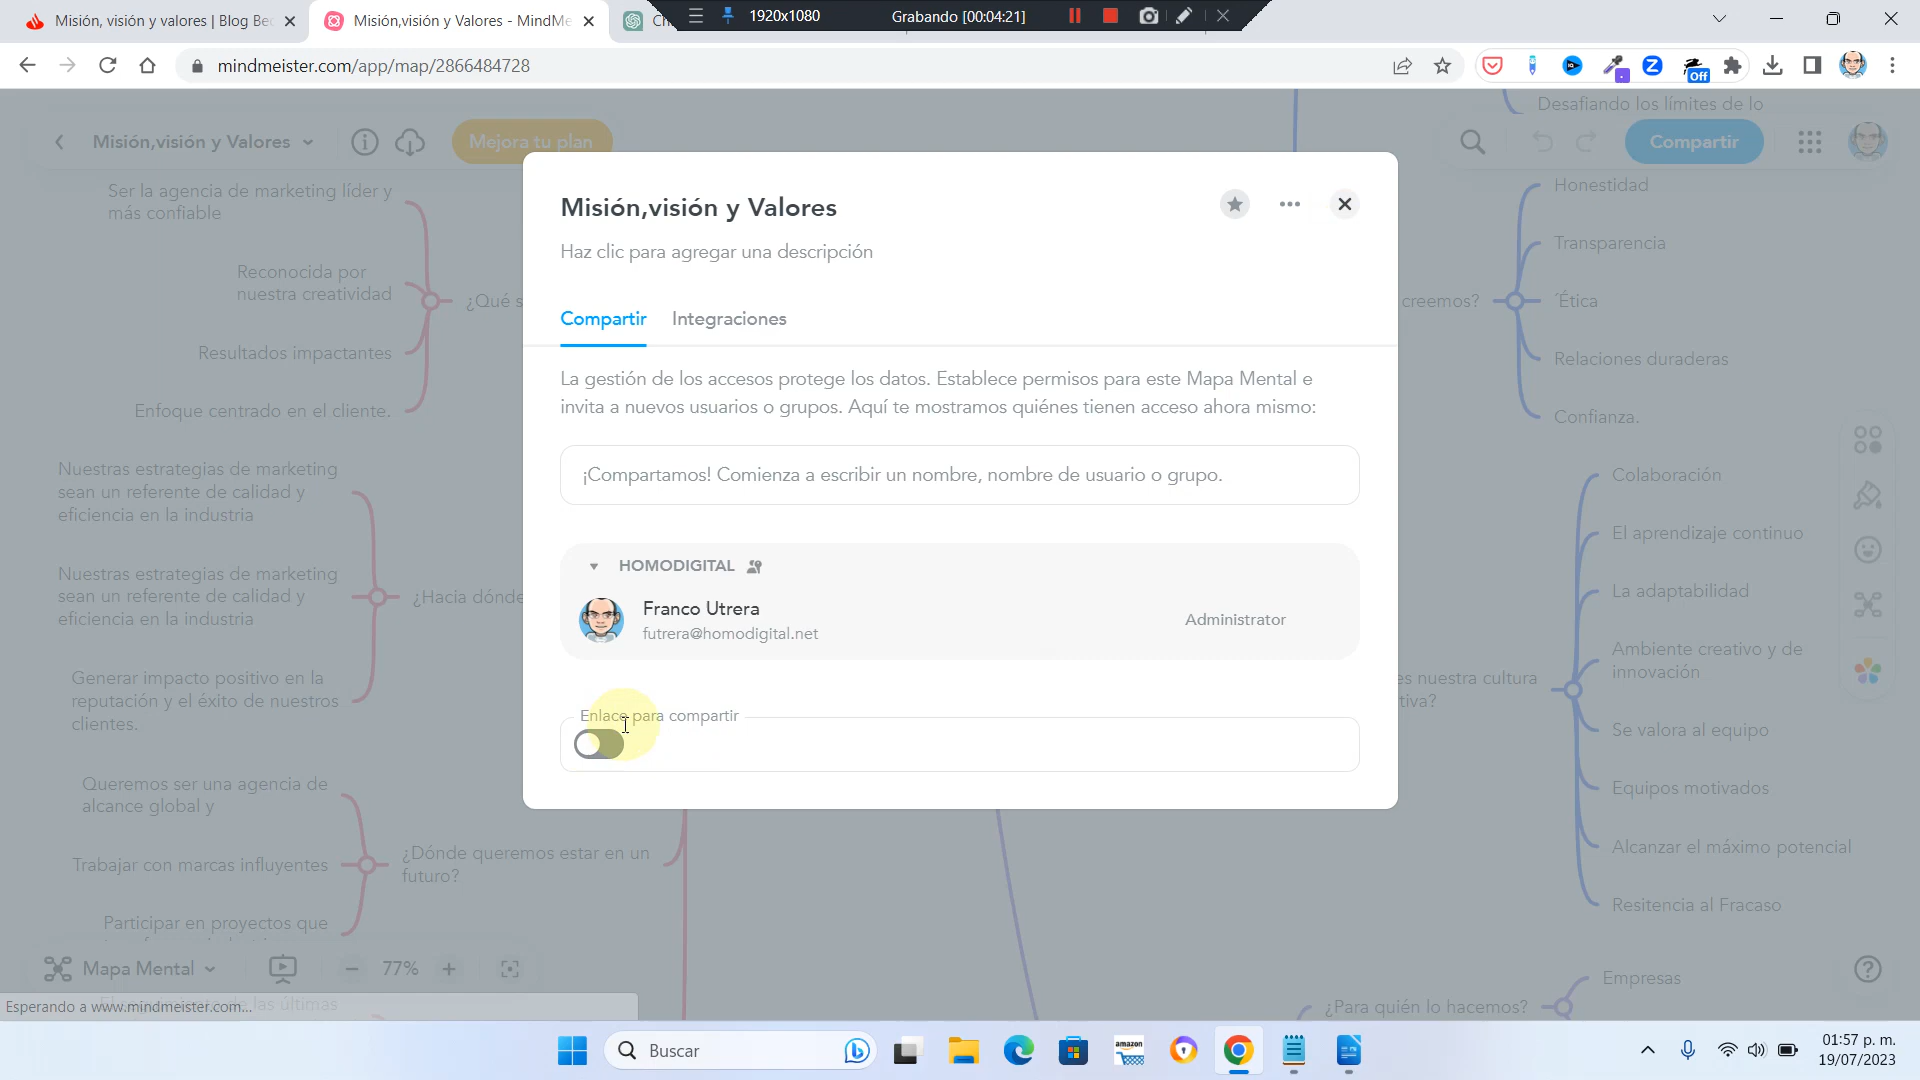 Misión, visión y valores | Blog Be
Misión,visión y Valores - MindMe
1920x1080
Grabando [00:04:21]
mindmeister.com/app/map/2866484728
Off
Misión,visión y Valores
Mejora tu plan
Compartir
Desafiando los límites de lo
Ser la agencia de marketing líder y
más confiable
Reconocida por
nuestra creatividad
Resultados impactantes
Enfoque centrado en el cliente.
¿Qué s
Nuestras estrategias de marketing
sean un referente de calidad y
eficiencia en la industria
Nuestras estrategias de marketing
sean un referente de calidad y
eficiencia en la industria
¿Hacia dónde
Generar impacto positivo en la
reputación y el éxito de nuestros
clientes.
Queremos ser una agencia de
alcance global y
Trabajar con marcas influyentes
¿Dónde queremos estar en un
futuro?
Participar en proyectos que
Misión,visión y Valores
Haz clic para agregar una descripción
Compartir
Integraciones
La gestión de los accesos protege los datos. Establece permisos para este Mapa Mental e
invita a nuevos usuarios o grupos. Aquí te mostramos quiénes tienen acceso ahora mismo:
¡Compartamos! Comienza a escribir un nombre, nombre de usuario o grupo.
HOMODIGITAL
Franco Utrera
futrera@homodigital.net
Administrator
Enlace para compartir
Honestidad
Transparencia
creemos?
´Ética
Relaciones duraderas
Confianza.
Colaboración
El aprendizaje continuo
La adaptabilidad
Ambiente creativo y de
innovación
es nuestra cultura
tiva?
Se valora al equipo
Equipos motivados
Alcanzar el máximo potencial
Resitencia al Fracaso
Empresas
¿Para quién lo hacemos?
Mapa Mental
77%
de las últimas
Esperando a www.mindmeister.com...
Buscar
amazon
01:57 p. m.
19/07/2023